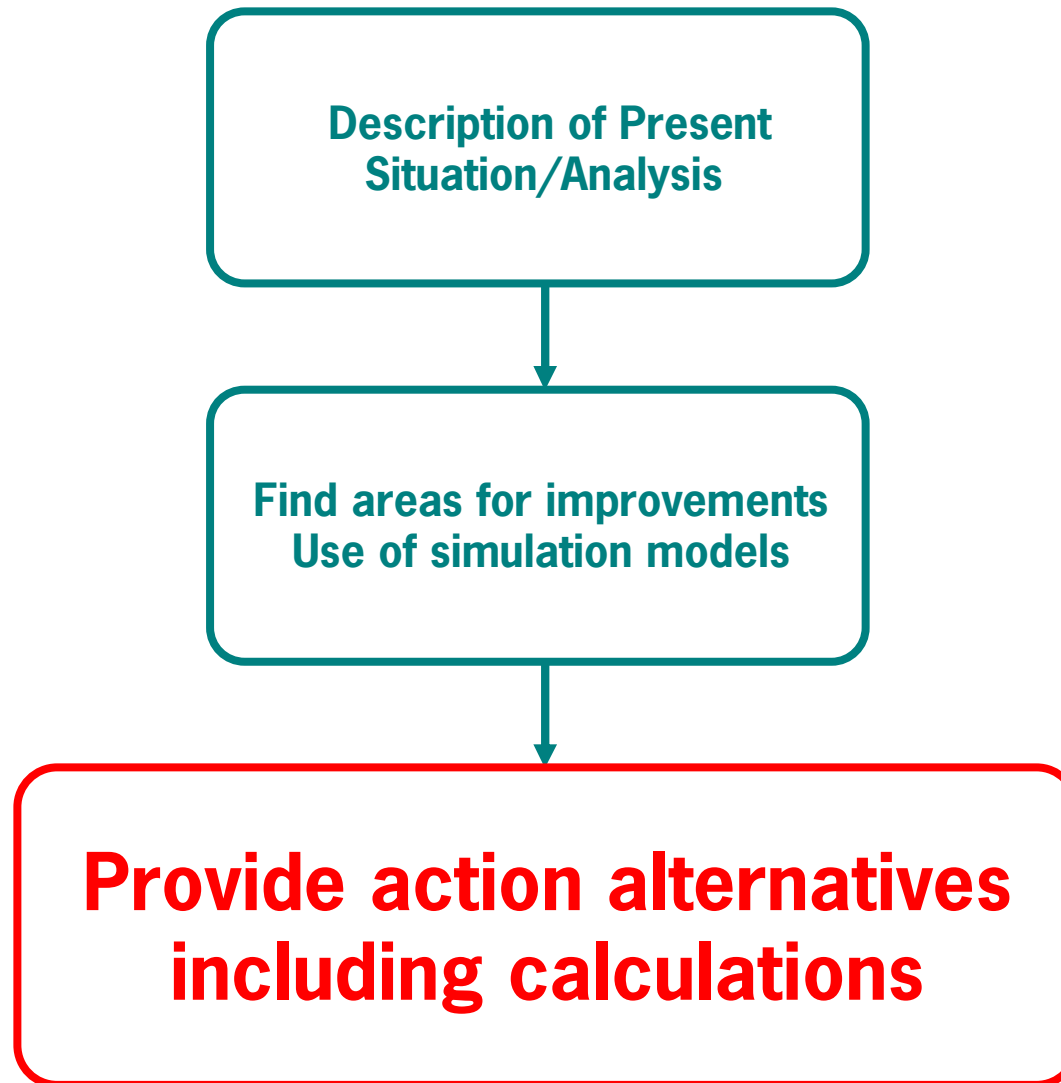 Description of Present
Situation/Analysis
Find areas for improvements
Use of simulation models
Provide action alternatives
including calculations